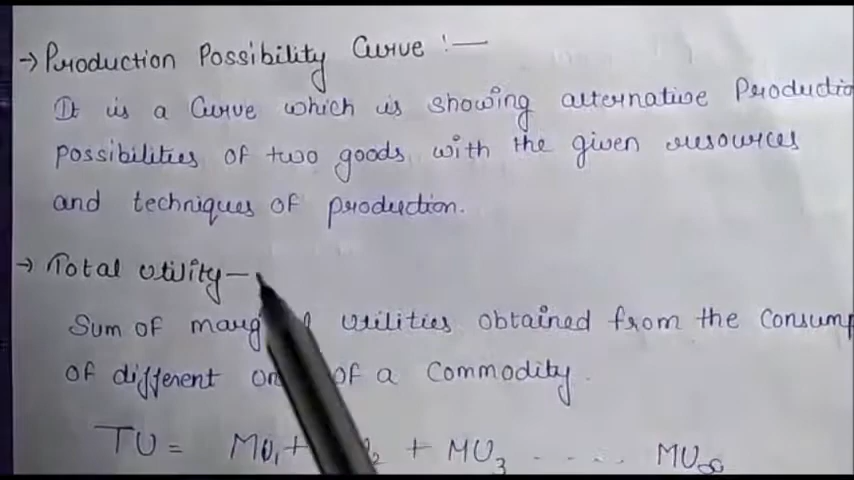 → Production Possibility Curve :—
It is a Curve which is showing alternative Productio
possibilities of two goods with the given resources
and techniques of production.
→ Total utility —
Sum of utilities obtained from the Consump
of different of a Commodity.
TU = MU₁ + ₂ + MU₃ ...... MU∞